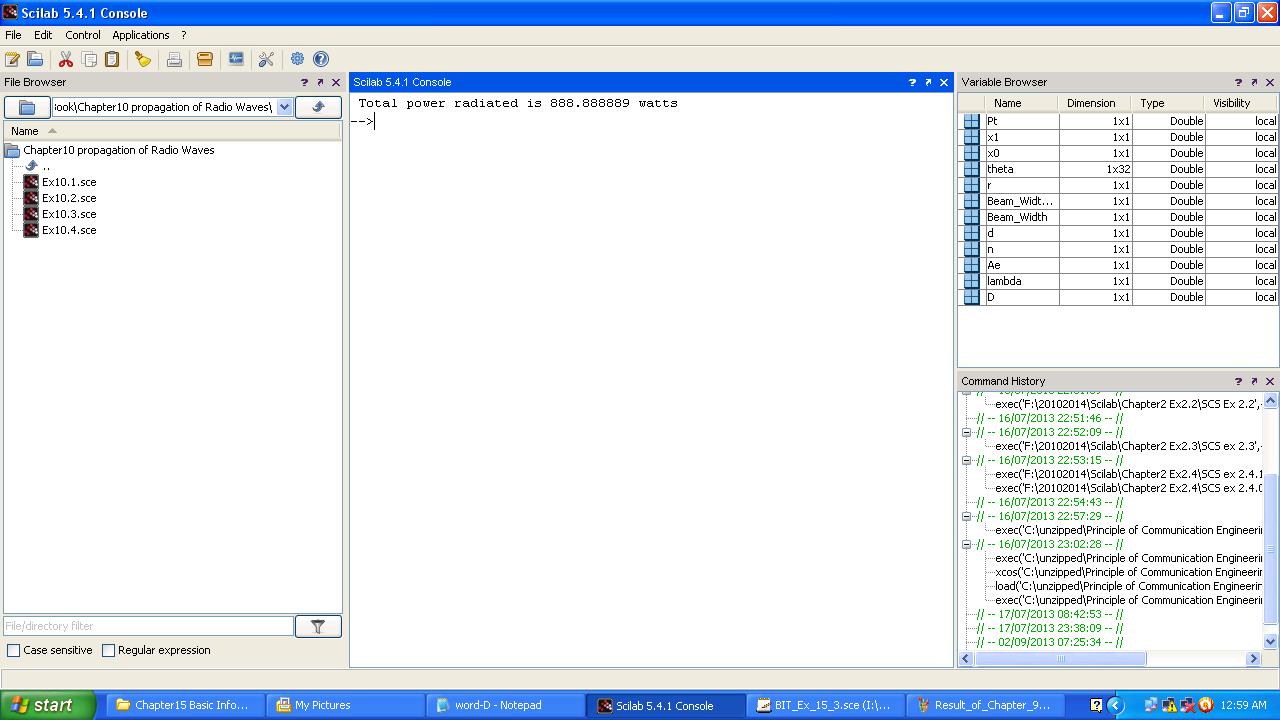 Scilab 5.4.1 Console
File Edit Control Applications ?
File Browser ?
ook\Chapter10 propagation of Radio Waves\
Name
Chapter10 propagation of Radio Waves
..
Ex10.1.sce
Ex10.2.sce
Ex10.3.sce
Ex10.4.sce
File/directory filter
Case sensitive Regular expression
Scilab 5.4.1 Console ?
Total power radiated is 888.888889 watts
-->
Variable Browser ?
Name Dimension Type Visibility
Pt 1x1 Double local
x1 1x1 Double local
x0 1x1 Double local
theta 1x32 Double local
r 1x1 Double local
Beam_Widt... 1x1 Double local
Beam_Width 1x1 Double local
d 1x1 Double local
n 1x1 Double local
Ae 1x1 Double local
lambda 1x1 Double local
D 1x1 Double local
Command History ?
exec('F:\20102014\Scilab\Chapter2 Ex2.2\SCS Ex 2.2',
// -- 16/07/2013 22:51:46 -- //
// -- 16/07/2013 22:52:09 -- //
exec('F:\20102014\Scilab\Chapter2 Ex2.3\SCS ex 2.3',
// -- 16/07/2013 22:53:15 -- //
exec('F:\20102014\Scilab\Chapter2 Ex2.4\SCS ex 2.4.1
exec('F:\20102014\Scilab\Chapter2 Ex2.4\SCS ex 2.4.0
// -- 16/07/2013 22:54:43 -- //
// -- 16/07/2013 22:57:29 -- //
exec('C:\unzipped\Principle of Communication Engineerin
// -- 16/07/2013 23:02:28 -- //
exec('C:\unzipped\Principle of Communication Engineerin
xcos('C:\unzipped\Principle of Communication Engineerin
load('C:\unzipped\Principle of Communication Engineerin
exec('C:\unzipped\Principle of Communication Engineerin
// -- 17/07/2013 08:42:53 -- //
// -- 17/07/2013 23:38:09 -- //
// -- 02/09/2013 07:25:34 -- //
start Chapter15 Basic Info... My Pictures word-D - Notepad Scilab 5.4.1 Console BIT_Ex_15_3.sce (I:\... Result_of_Chapter_9... ? 12:59 AM